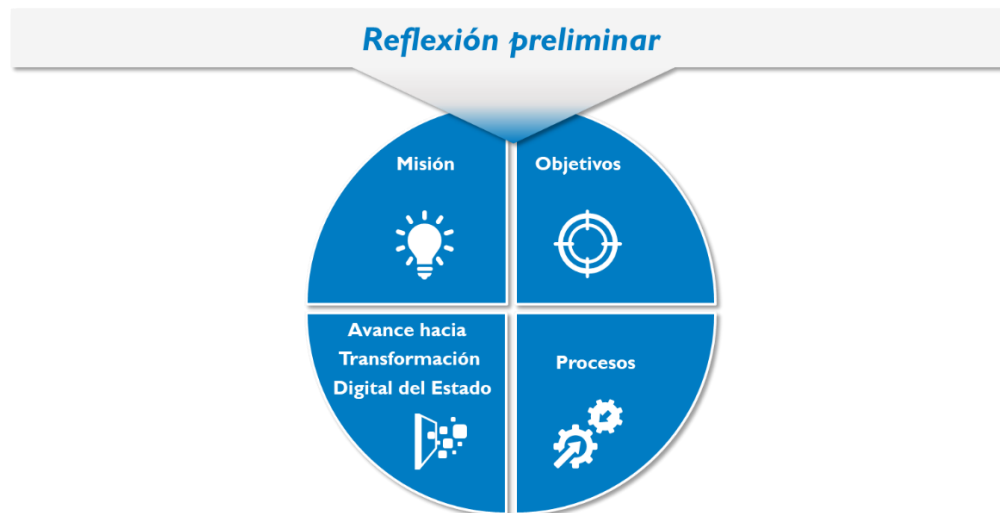 Reflexión preliminar
Misión
Objetivos
Avance hacia
Transformación
Digital del Estado
Procesos